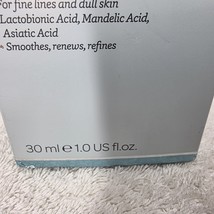 For fine lines and dull skin
Lactobionic Acid, Mandelic Acid,
Asiatic Acid
Smoothes, renews, refines
30 ml e 1.0 US fl.oz.